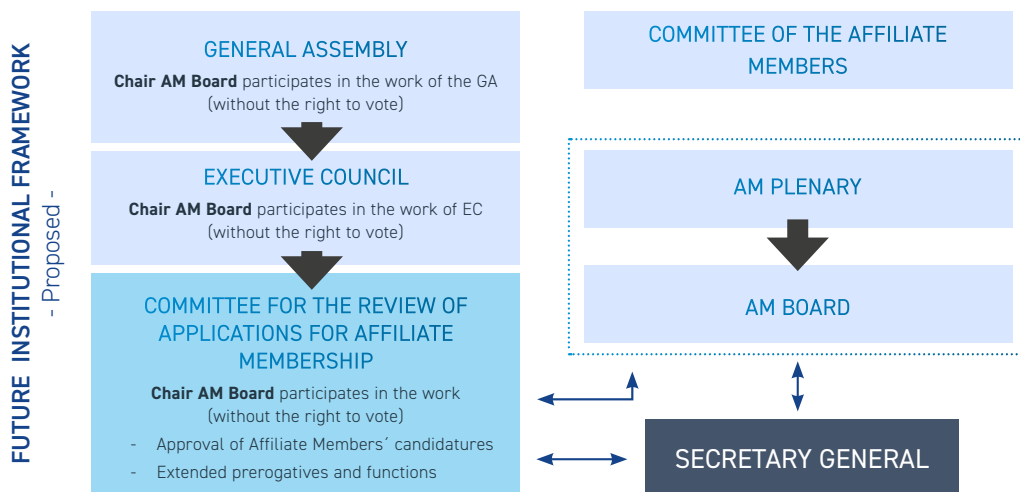 FUTURE INSTITUTIONAL FRAMEWORK
- Proposed -
GENERAL ASSEMBLY
Chair AM Board participates in the work of the GA
(without the right to vote)
EXECUTIVE COUNCIL
Chair AM Board participates in the work of EC
(without the right to vote)
COMMITTEE FOR THE REVIEW OF
APPLICATIONS FOR AFFILIATE
MEMBERSHIP
Chair AM Board participates in the work
(without the right to vote)
- Approval of Affiliate Members´ candidatures
- Extended prerogatives and functions
COMMITTEE OF THE AFFILIATE
MEMBERS
AM PLENARY
AM BOARD
SECRETARY GENERAL